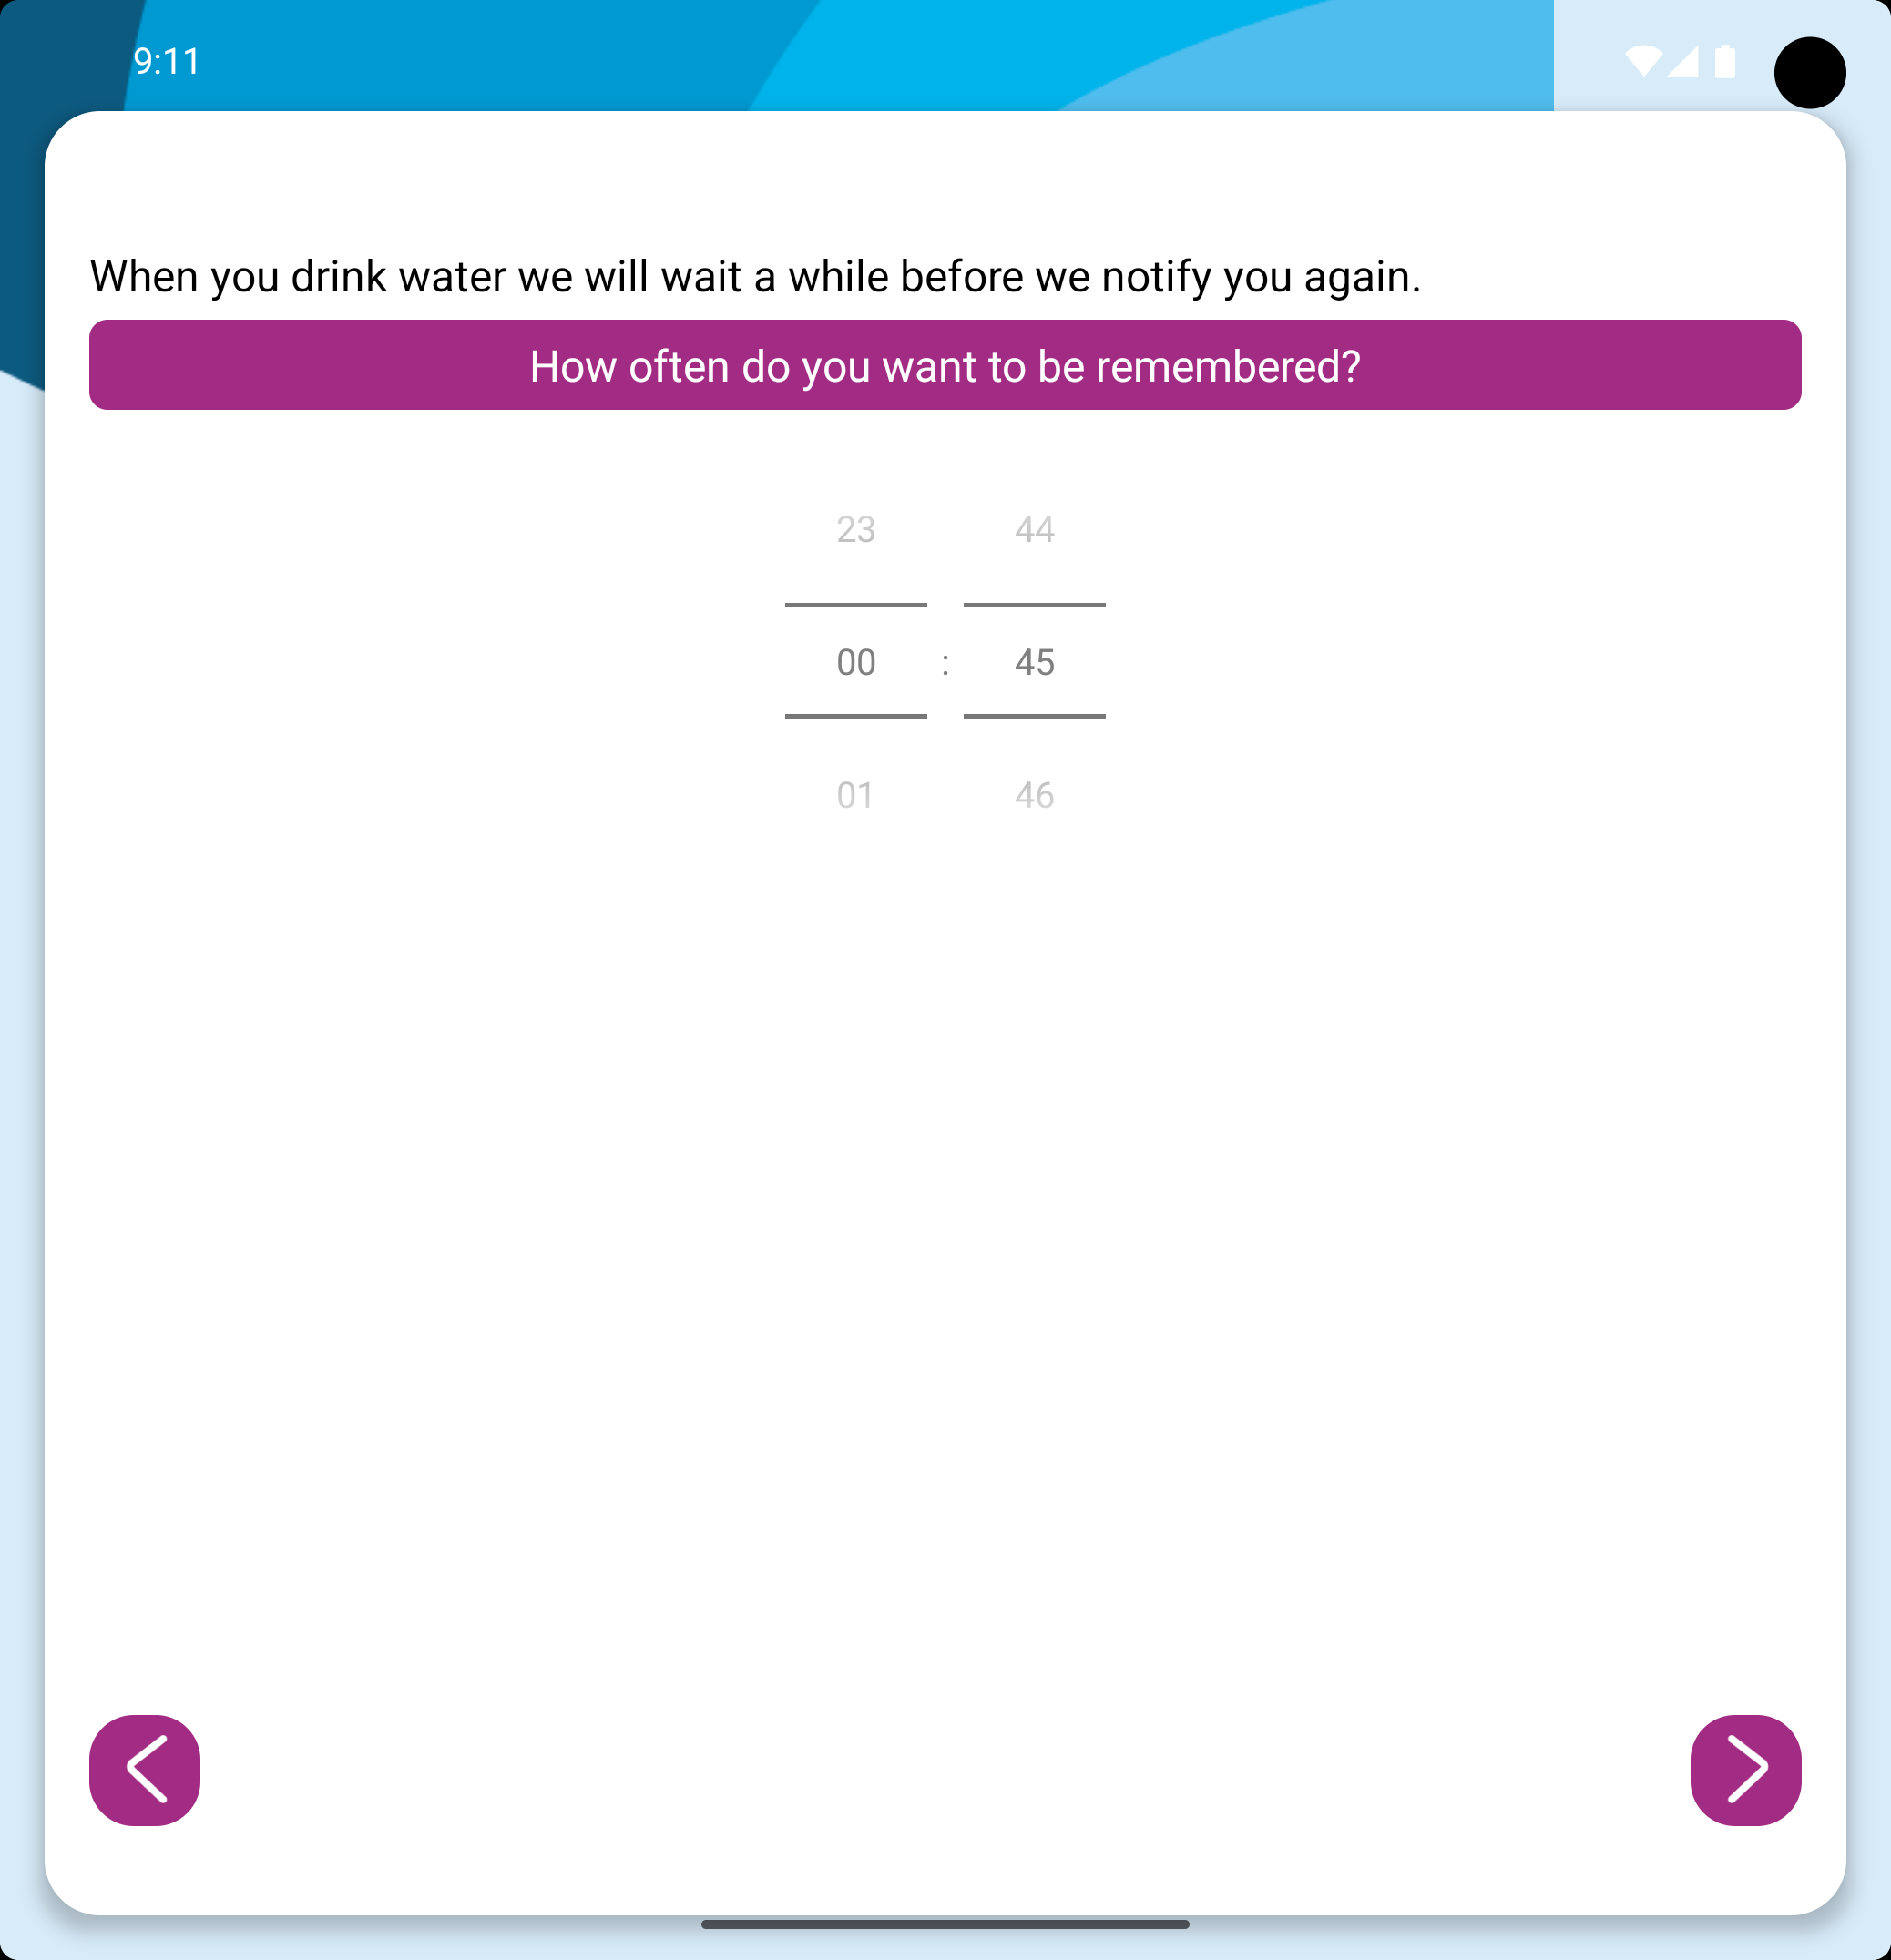 9:11
When you drink water we will wait a while before we notify you again.
How often do you want to be remembered?
23 44
00 : 45
01 46